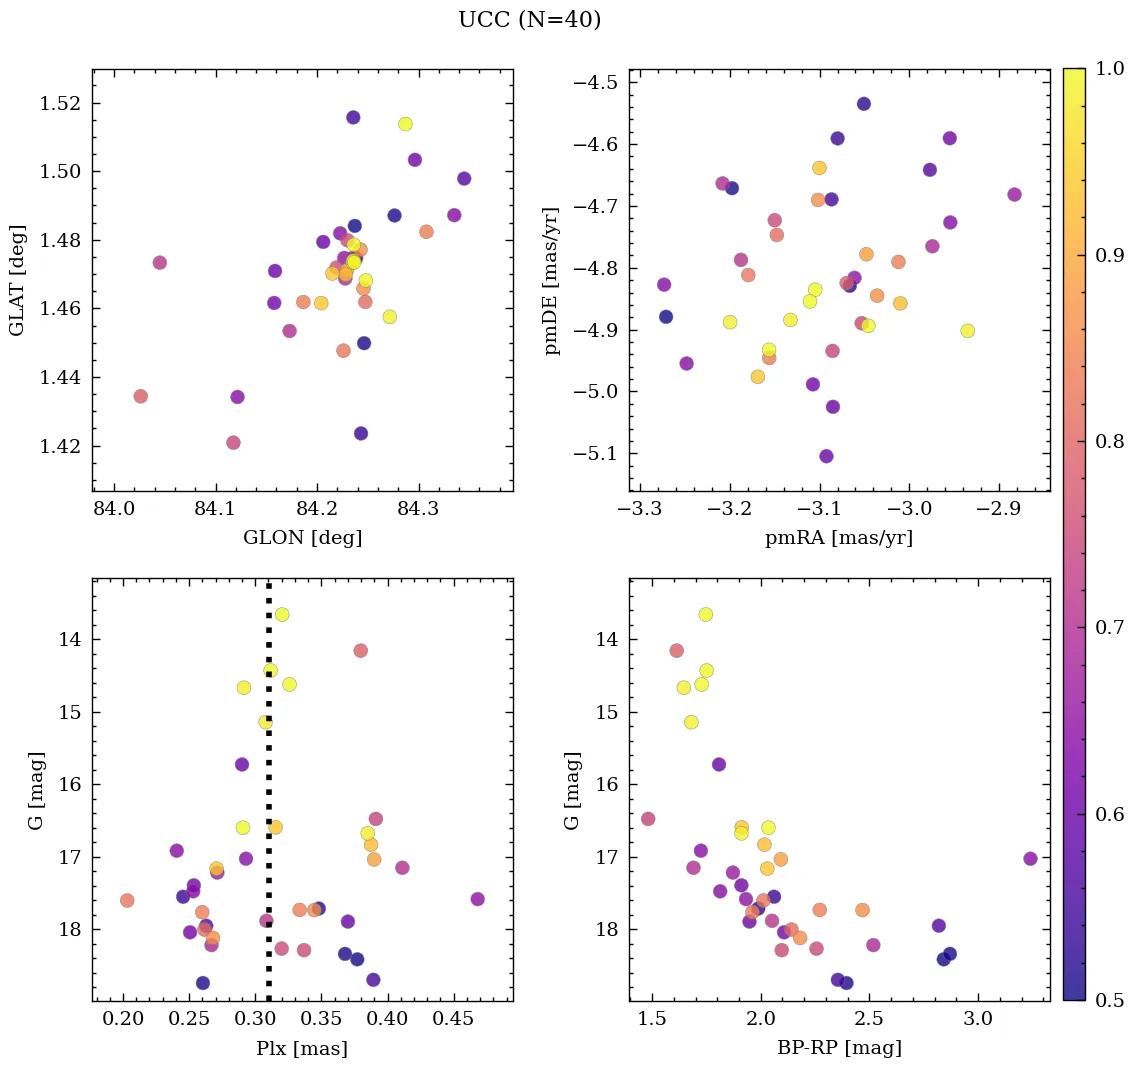 UCC (N=40)
1.52
1.50
1.48
1.46
1.44
1.42
GLAT [deg]
84.0 84.1 84.2 84.3
GLON [deg]
−4.5
−4.6
−4.7
−4.8
−4.9
−5.0
−5.1
pmDE [mas/yr]
−3.3 −3.2 −3.1 −3.0 −2.9
pmRA [mas/yr]
14
15
16
17
18
G [mag]
0.20 0.25 0.30 0.35 0.40 0.45
Plx [mas]
14
15
16
17
18
G [mag]
1.5 2.0 2.5 3.0
BP-RP [mag]
1.0
0.9
0.8
0.7
0.6
0.5